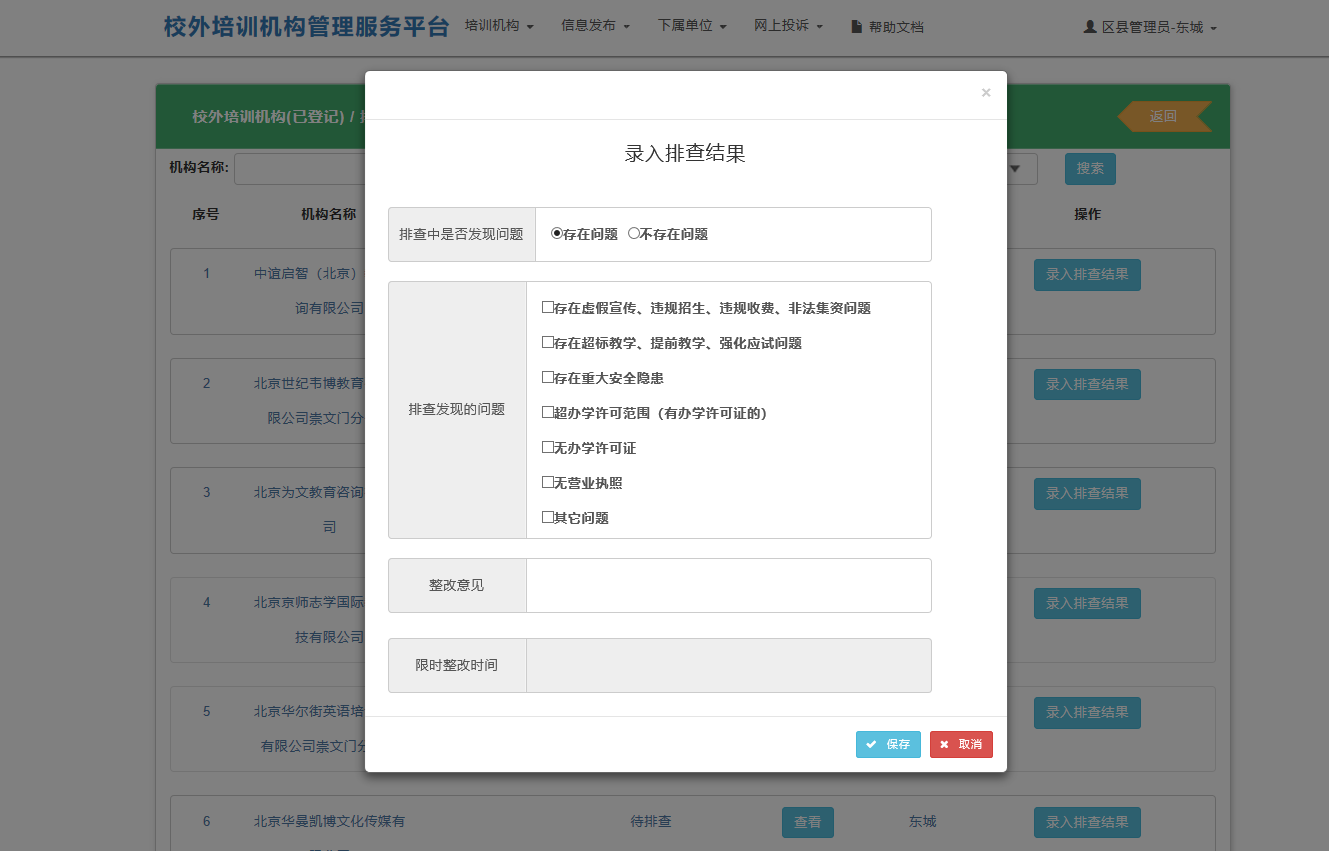 校外培训机构管理服务平台 培训机构 信息发布 下属单位 网上投诉 帮助文档 区县管理员-东城
校外培训机构(已登记) /
返回
×
录入排查结果
机构名称:
搜索
序号 机构名称 操作
排查中是否发现问题 存在问题 不存在问题
排查发现的问题
存在虚假宣传、违规招生、违规收费、非法集资问题
存在超标教学、提前教学、强化应试问题
存在重大安全隐患
超办学许可范围（有办学许可证的）
无办学许可证
无营业执照
其它问题
整改意见
限时整改时间
保存 取消
1 中谊启智（北京） 录入排查结果
询有限公司
2 北京世纪韦博教育 录入排查结果
限公司崇文门分
3 北京为文教育咨询 录入排查结果
司
4 北京京师志学国际 录入排查结果
技有限公司
5 北京华尔街英语培 录入排查结果
有限公司崇文门分
6 北京华曼凯博文化传媒有 待排查 查看 东城 录入排查结果